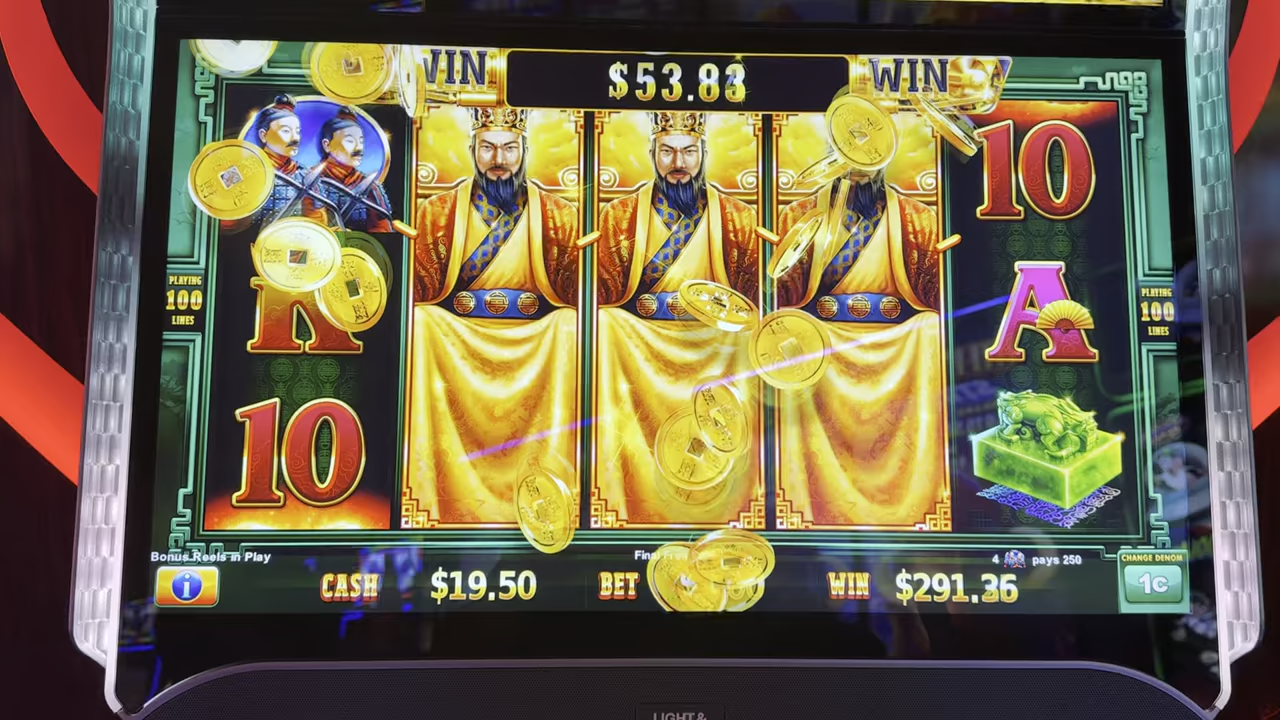 WIN $53.83 WIN
10
A
PLAYING
100
LINES
PLAYING
100
LINES
10
Bonus Reels in Play
4 pays 250
CHANGE DENOM
1¢
CASH $19.50 BET WIN $291.36
LIGHT &